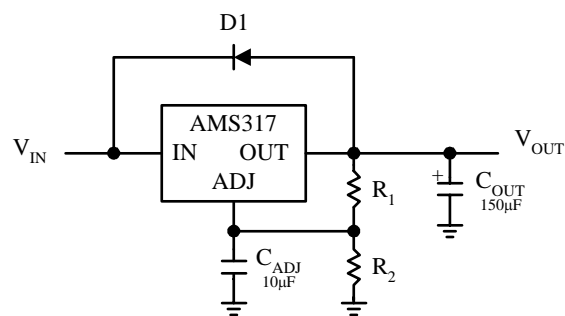 D1
AMS317
V_IN
IN OUT
V_OUT
ADJ
+
C_OUT
150µF
R_1
C_ADJ
10µF
R_2